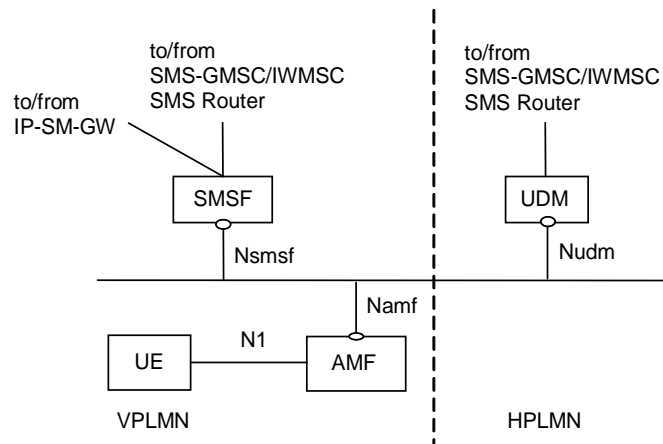 to/from
SMS-GMSC/IWMSC
SMS Router
to/from
SMS-GMSC/IWMSC
SMS Router
to/from
IP-SM-GW
SMSF
UDM
Nsmsf
Nudm
Namf
N1
UE
AMF
VPLMN
HPLMN